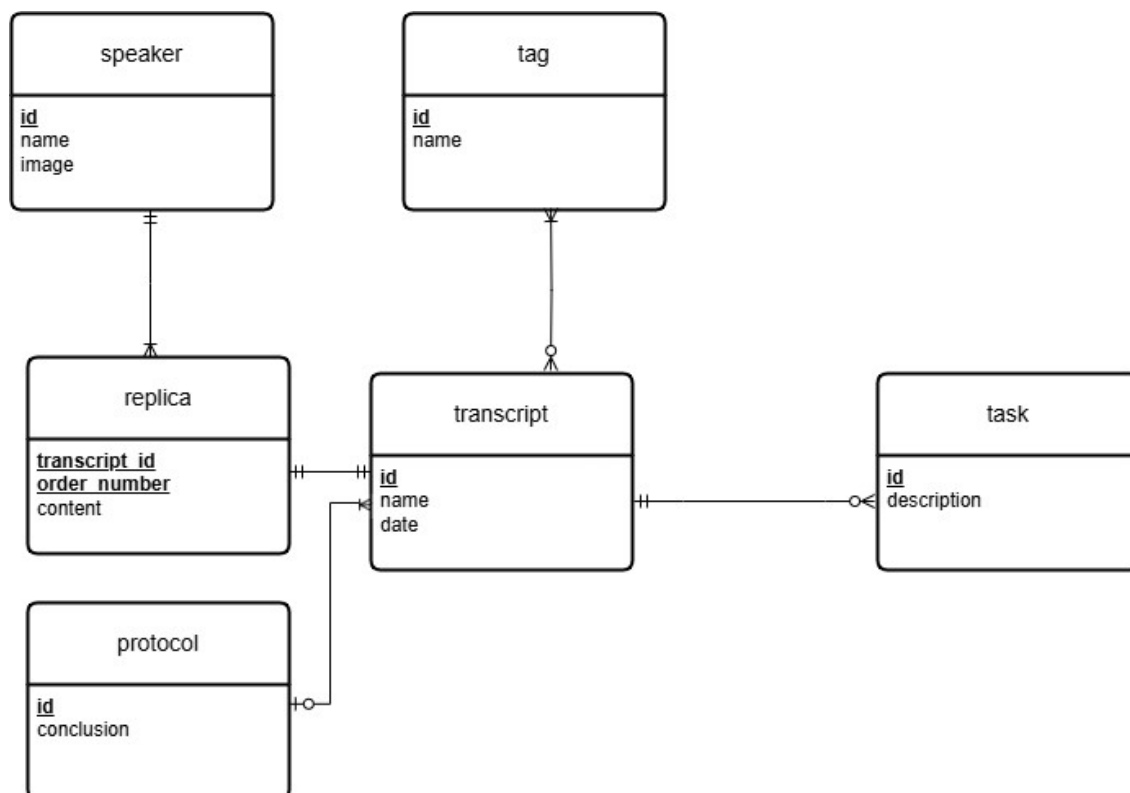 speaker
id
name
image
tag
id
name
replica
transcript_id
order_number
content
transcript
id
name
date
task
id
description
protocol
id
conclusion